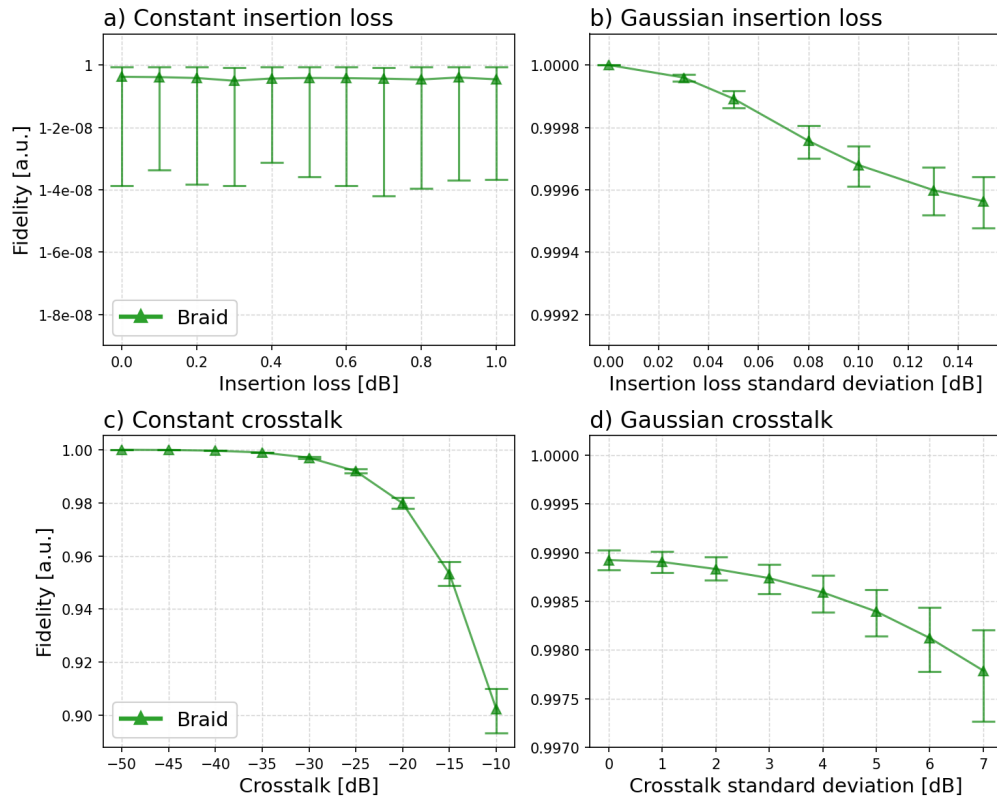 a) Constant insertion loss
1
1-2e-08
1-4e-08
1-6e-08
1-8e-08
Fidelity [a.u.]
Braid
0.0 0.2 0.4 0.6 0.8 1.0
Insertion loss [dB]
b) Gaussian insertion loss
1.0000
0.9998
0.9996
0.9994
0.9992
0.00 0.02 0.04 0.06 0.08 0.10 0.12 0.14
Insertion loss standard deviation [dB]
c) Constant crosstalk
1.00
0.98
0.96
0.94
0.92
0.90
Fidelity [a.u.]
Braid
−50 −45 −40 −35 −30 −25 −20 −15 −10
Crosstalk [dB]
d) Gaussian crosstalk
1.0000
0.9995
0.9990
0.9985
0.9980
0.9975
0.9970
0 1 2 3 4 5 6 7
Crosstalk standard deviation [dB]